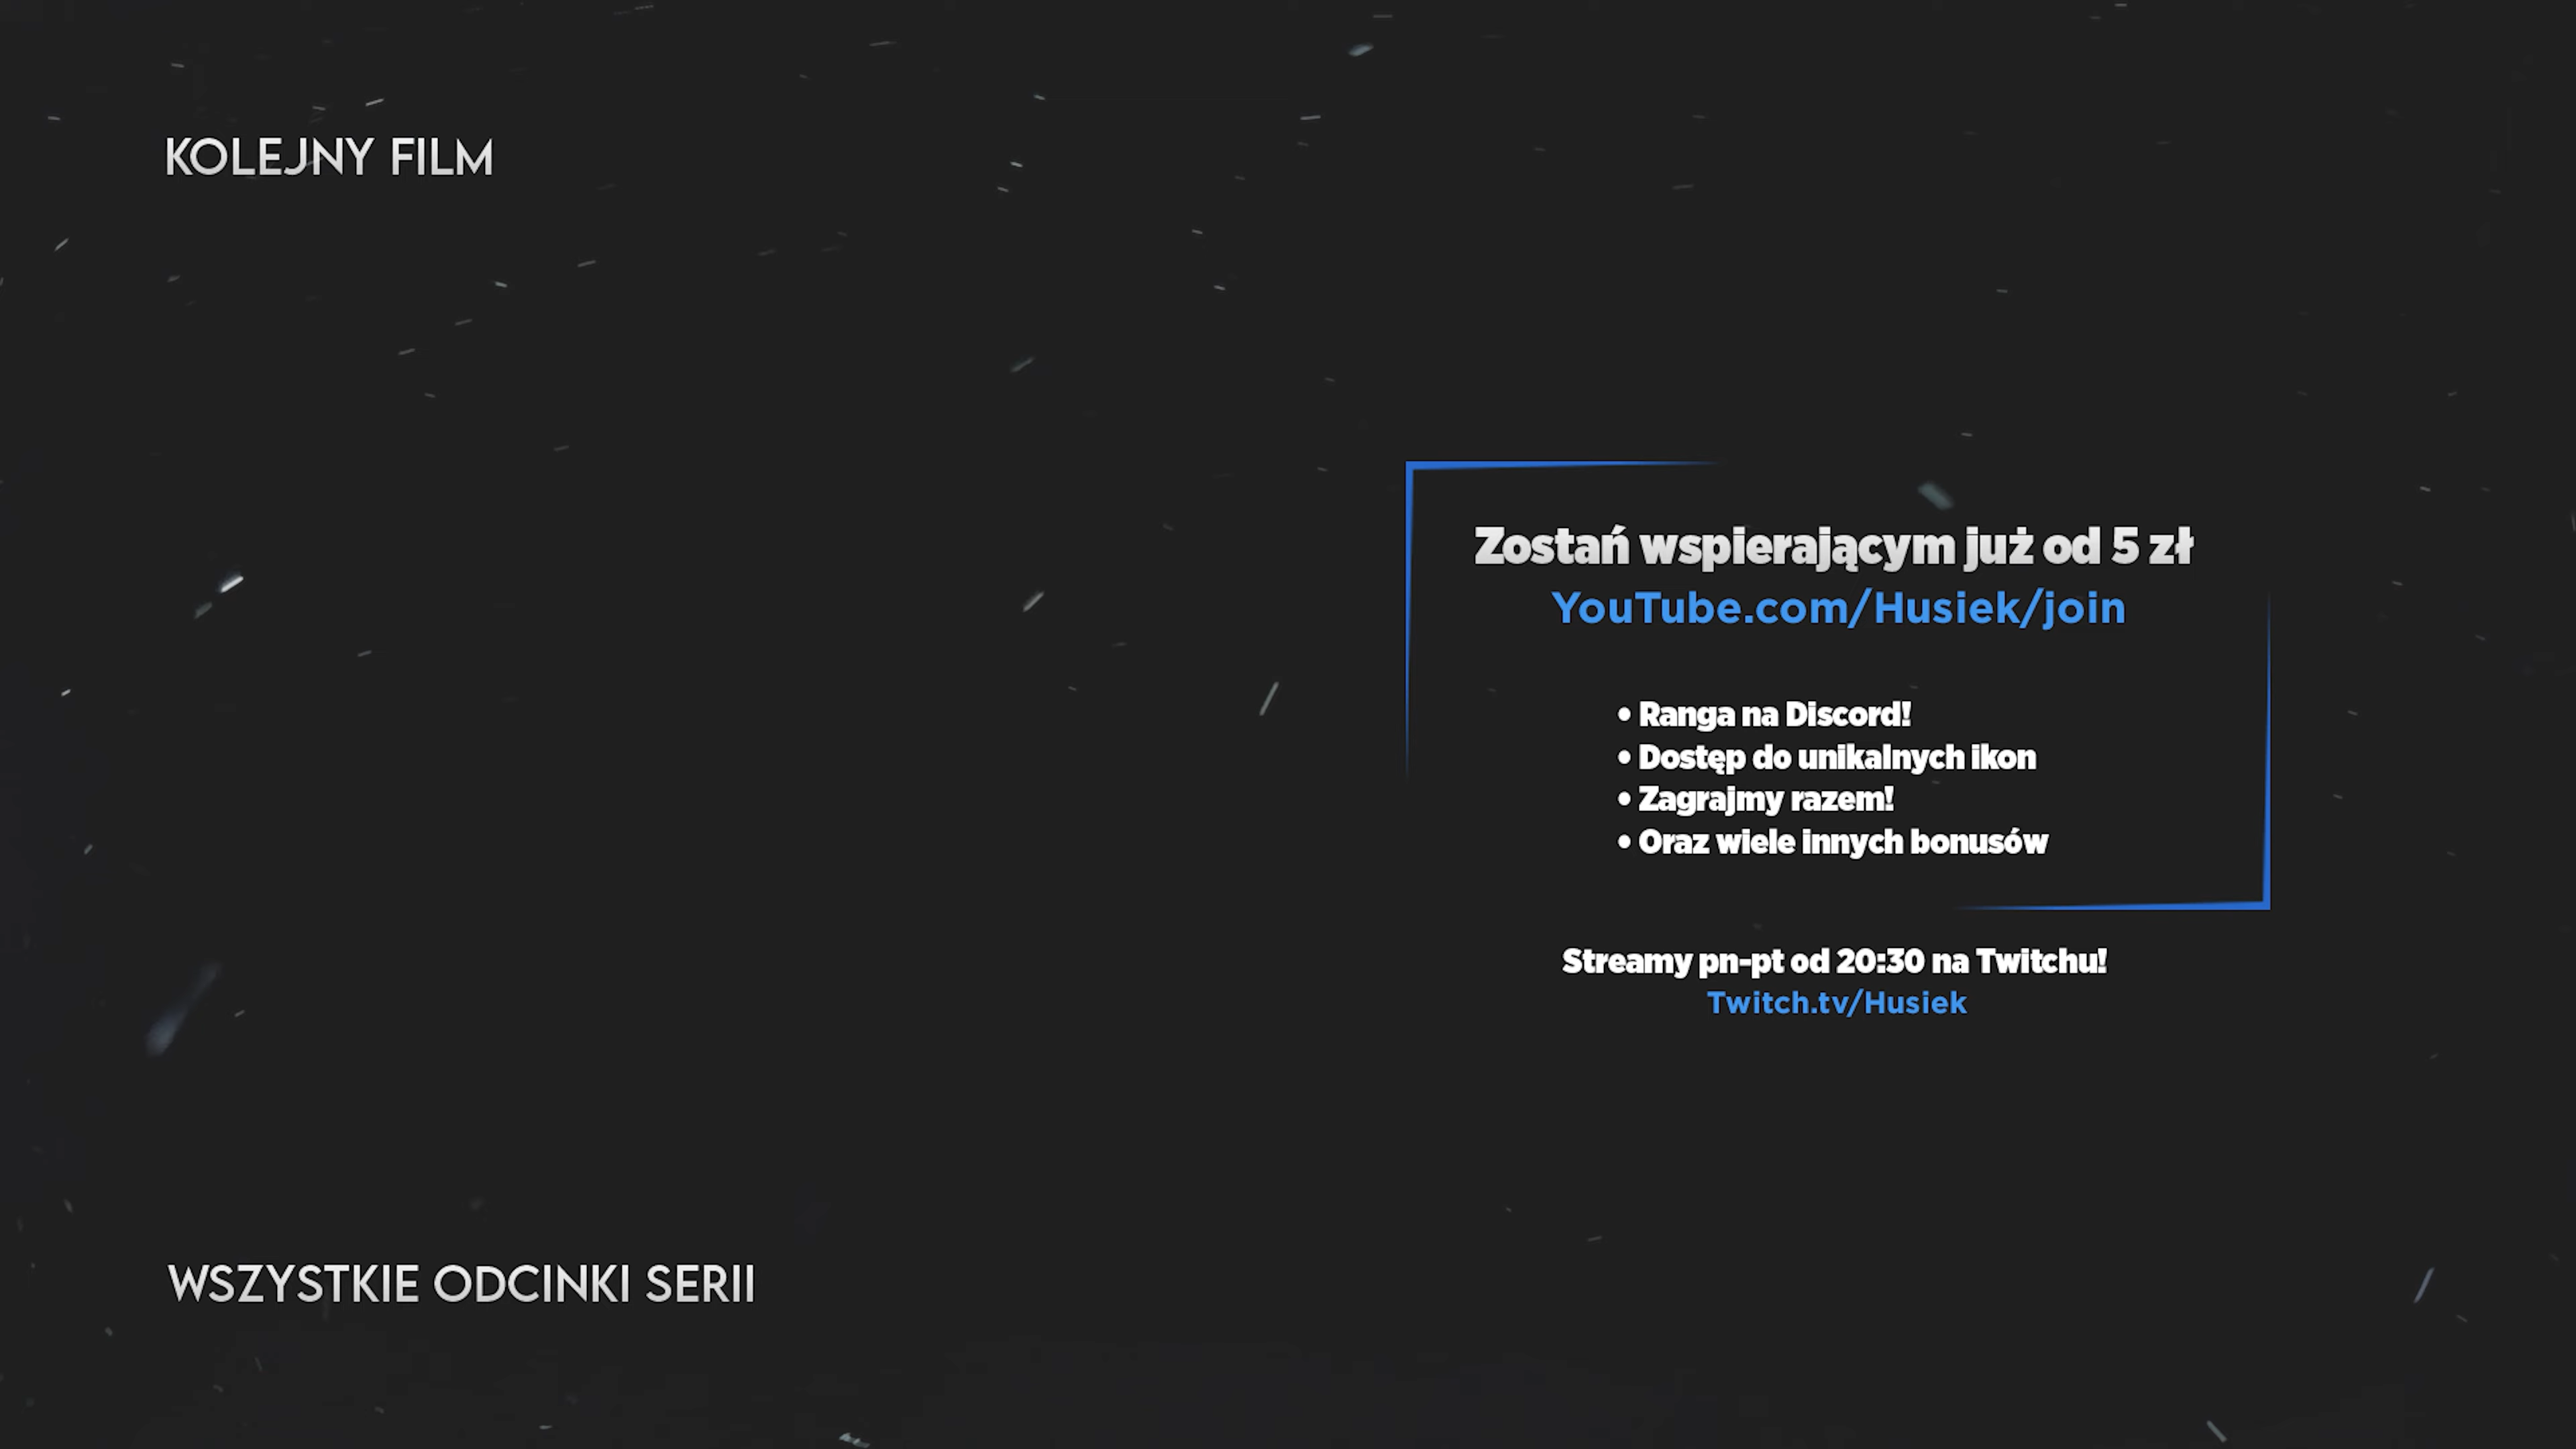 KOLEJNY FILM
Zostań wspierającym już od 5 zł
YouTube.com/Husiek/join
• Ranga na Discord!
• Dostęp do unikalnych ikon
• Zagrajmy razem!
• Oraz wiele innych bonusów
Streamy pn-pt od 20:30 na Twitchu!
Twitch.tv/Husiek
WSZYSTKIE ODCINKI SERII